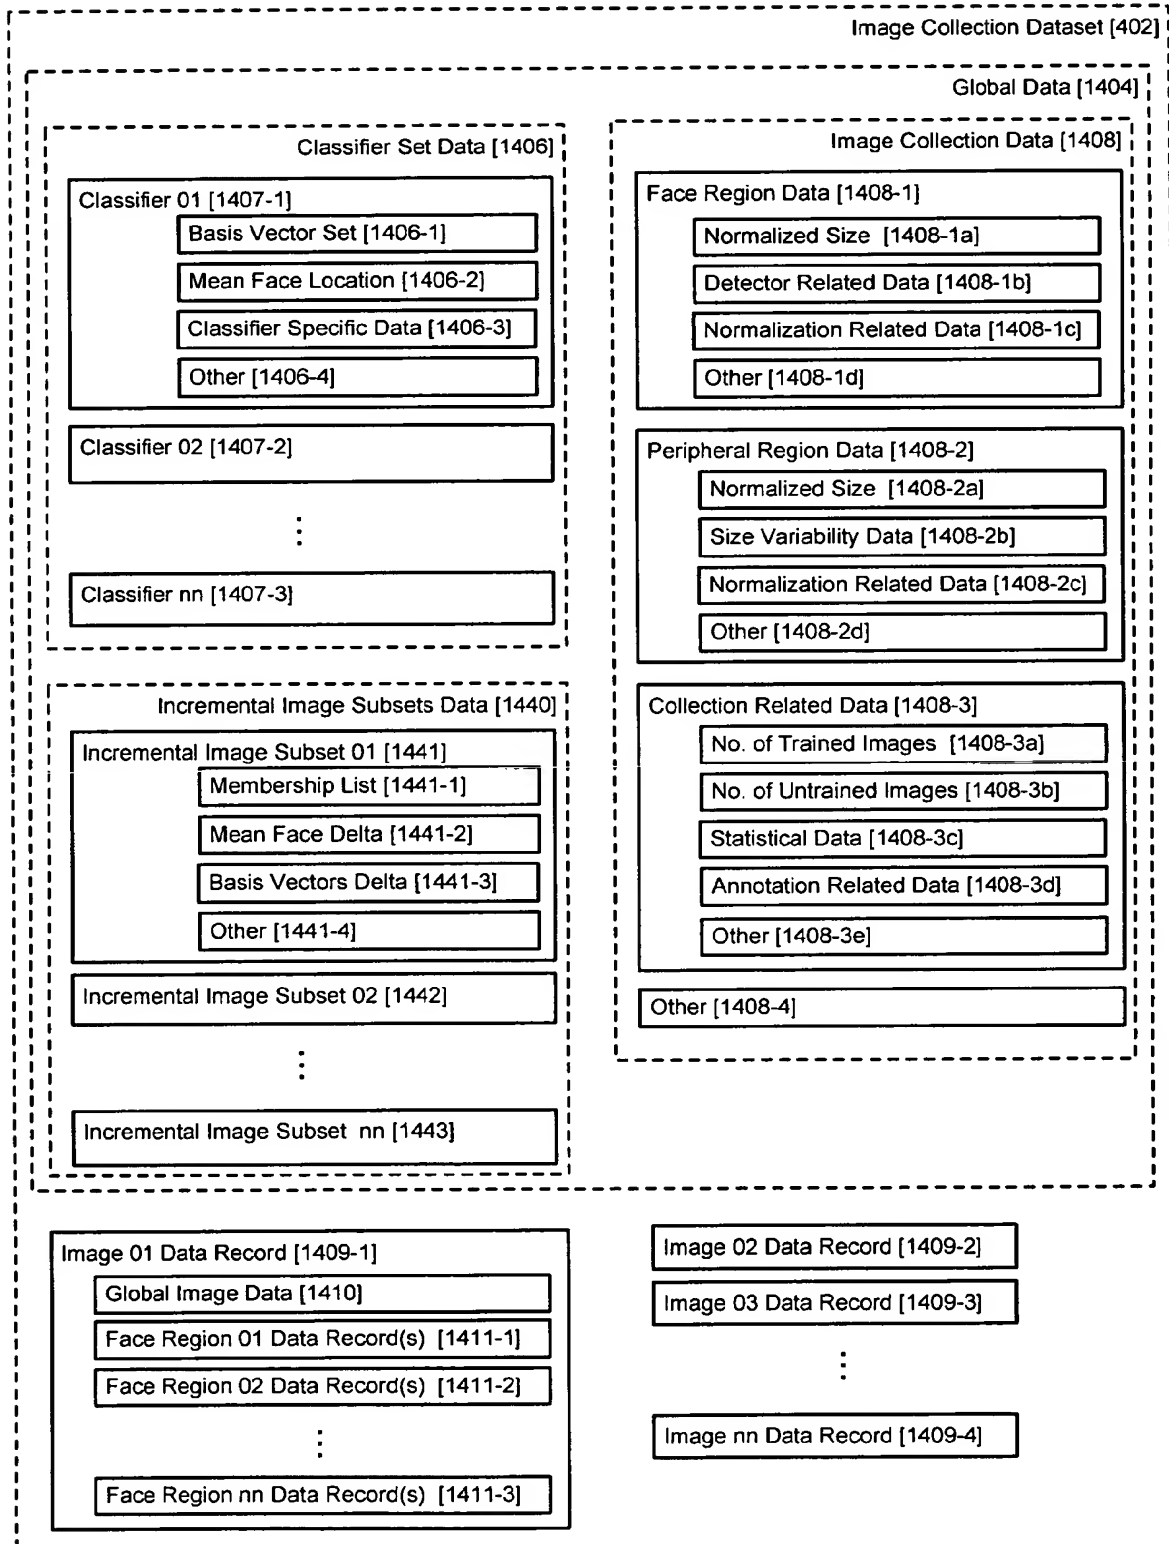 Image Collection Dataset [402]
Global Data [1404]
Classifier Set Data [1406]
Classifier 01 [1407-1]
Basis Vector Set [1406-1]
Mean Face Location [1406-2]
Classifier Specific Data [1406-3]
Other [1406-4]
Classifier 02 [1407-2]
Classifier nn [1407-3]
Incremental Image Subsets Data [1440]
Incremental Image Subset 01 [1441]
Membership List [1441-1]
Mean Face Delta [1441-2]
Basis Vectors Delta [1441-3]
Other [1441-4]
Incremental Image Subset 02 [1442]
Incremental Image Subset nn [1443]
Image Collection Data [1408]
Face Region Data [1408-1]
Normalized Size [1408-1a]
Detector Related Data [1408-1b]
Normalization Related Data [1408-1c]
Other [1408-1d]
Peripheral Region Data [1408-2]
Normalized Size [1408-2a]
Size Variability Data [1408-2b]
Normalization Related Data [1408-2c]
Other [1408-2d]
Collection Related Data [1408-3]
No. of Trained Images [1408-3a]
No. of Untrained Images [1408-3b]
Statistical Data [1408-3c]
Annotation Related Data [1408-3d]
Other [1408-3e]
Other [1408-4]
Image 01 Data Record [1409-1]
Global Image Data [1410]
Face Region 01 Data Record(s) [1411-1]
Face Region 02 Data Record(s) [1411-2]
Face Region nn Data Record(s) [1411-3]
Image 02 Data Record [1409-2]
Image 03 Data Record [1409-3]
Image nn Data Record [1409-4]